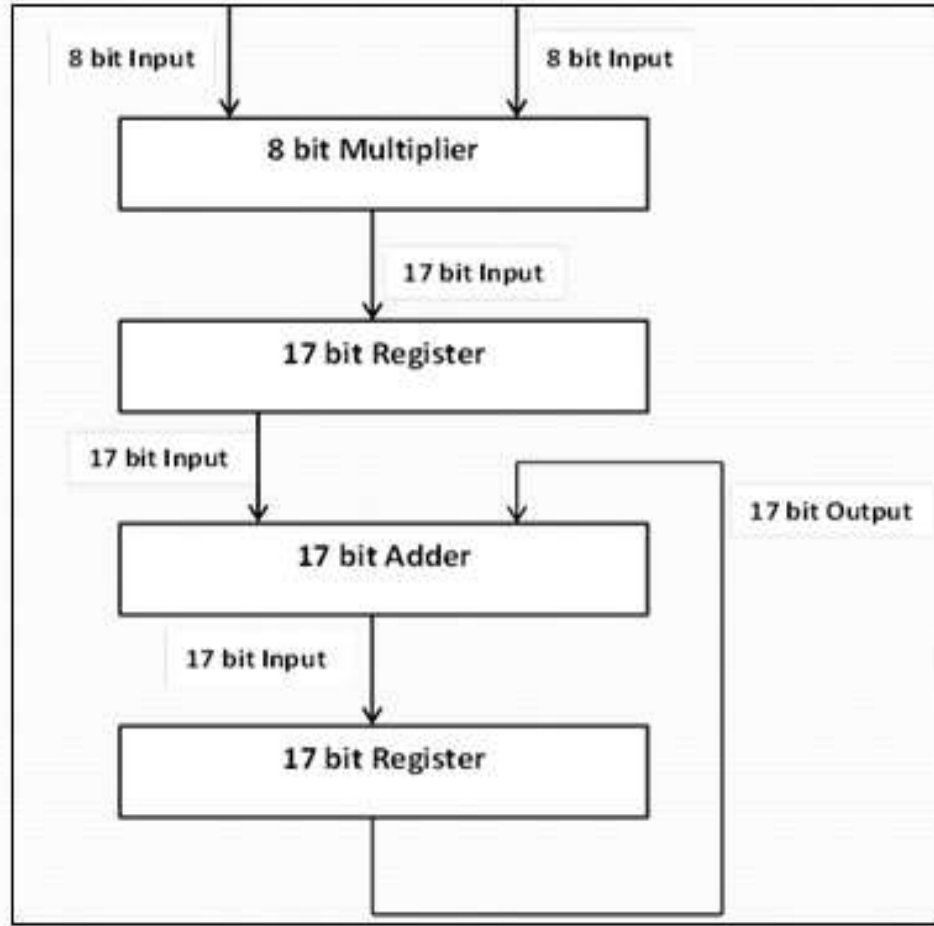 8 bit Input
8 bit Input
8 bit Multiplier
17 bit Input
17 bit Register
17 bit Input
17 bit Output
17 bit Adder
17 bit Input
17 bit Register